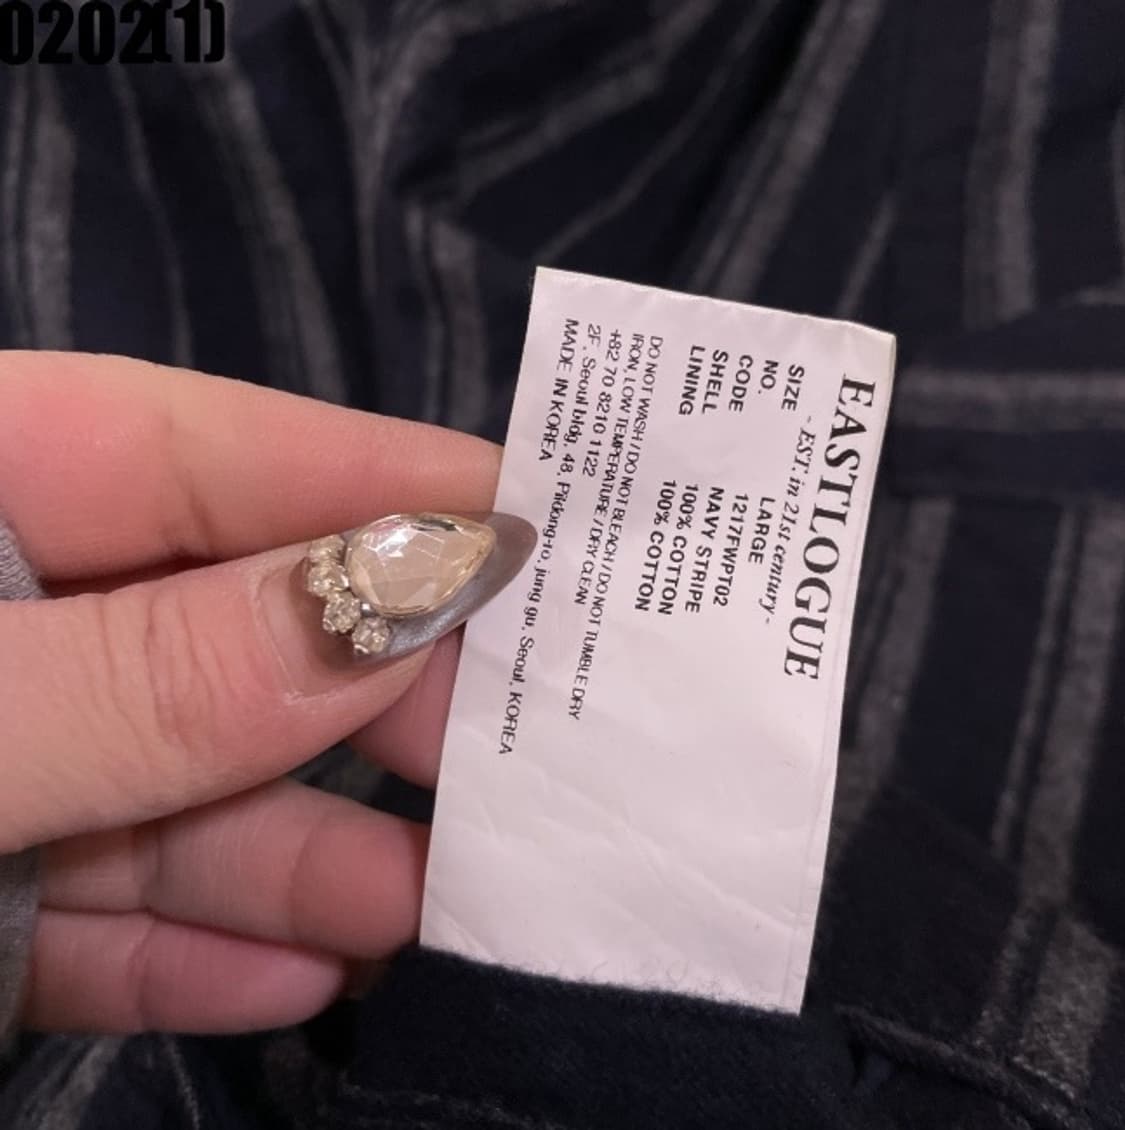 0202(1)
EASTLOGUE
- EST. in 21st century -
SIZE LARGE
NO. 1217FWPT02
CODE NAVY STRIPE
SHELL 100% COTTON
LINING 100% COTTON
DO NOT WASH / DO NOT BLEACH / DO NOT TUMBLE DRY
IRON, LOW TEMPERATURE / DRY CLEAN
+82 70 8210 1122
2F, Seoul bldg, 48, Pildong-ro, jung gu, Seoul, KOREA
MADE IN KOREA